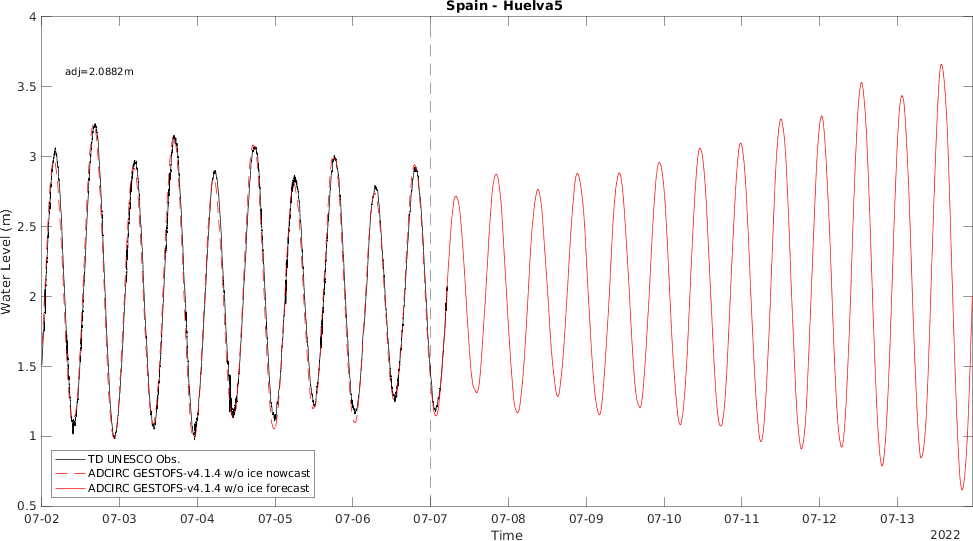 Spain - Huelva5
adj=2.0882m
Water Level (m)
4
3.5
3
2.5
2
1.5
1
0.5
TD UNESCO Obs.
ADCIRC GESTOFS-v4.1.4 w/o ice nowcast
ADCIRC GESTOFS-v4.1.4 w/o ice forecast
07-02 07-03 07-04 07-05 07-06 07-07 07-08 07-09 07-10 07-11 07-12 07-13
Time
2022